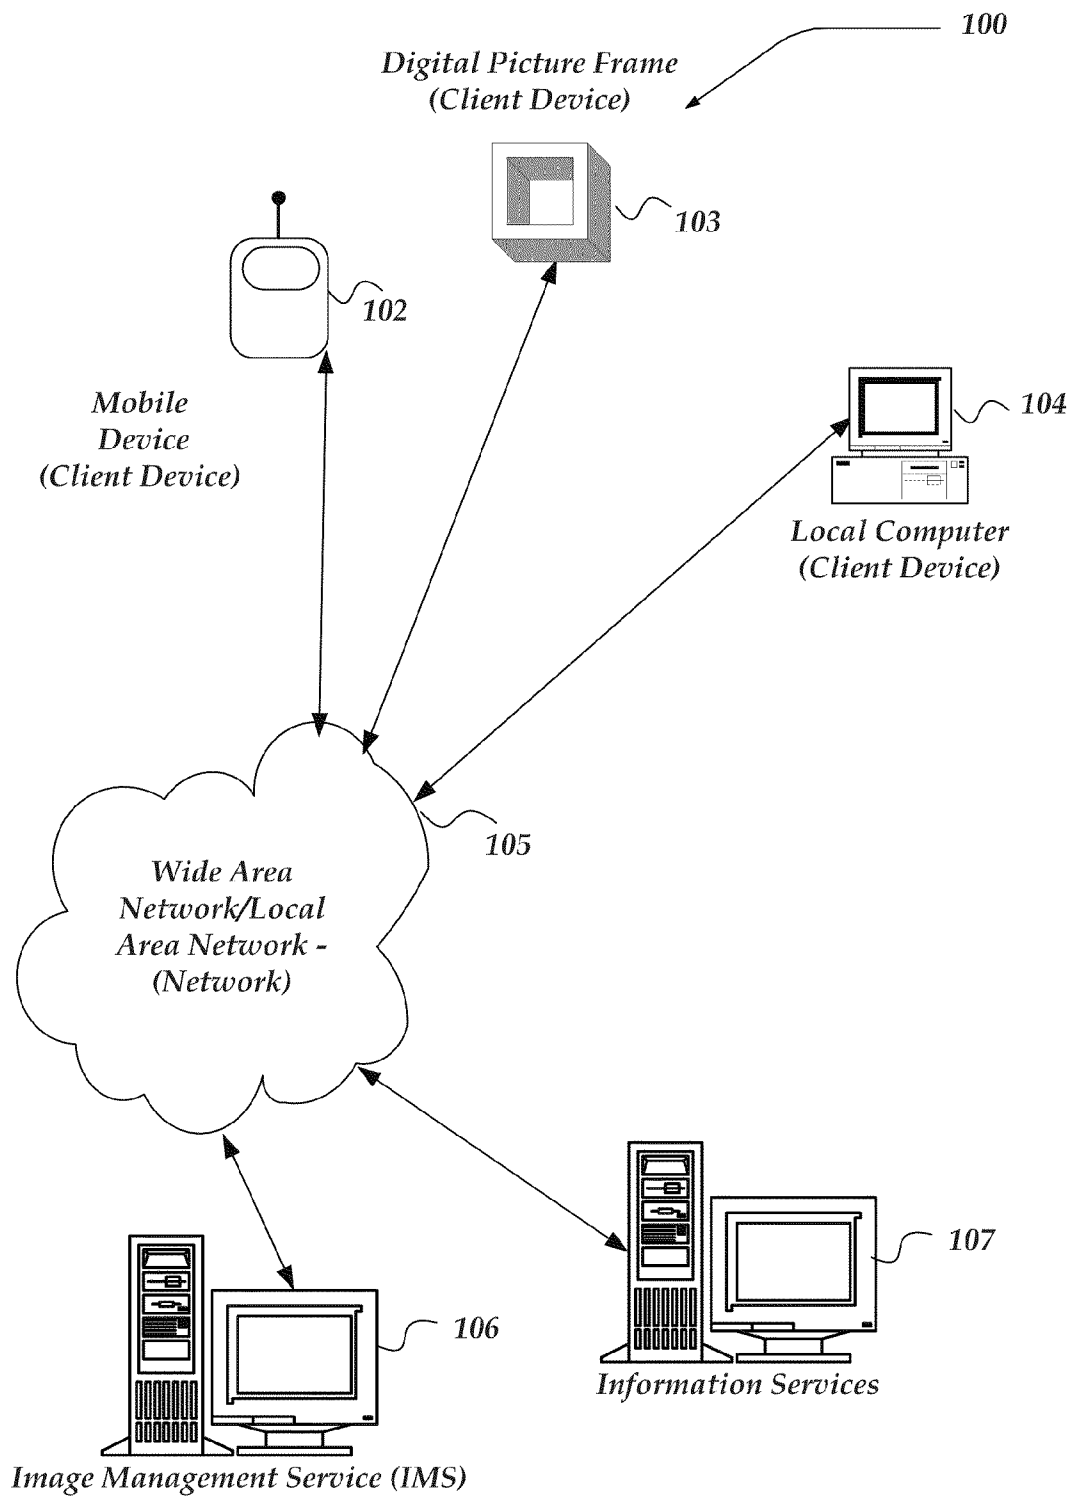 100
Digital Picture Frame
(Client Device)
103
102
Mobile
Device
(Client Device)
104
Local Computer
(Client Device)
105
Wide Area
Network/Local
Area Network -
(Network)
107
Information Services
106
Image Management Service (IMS)